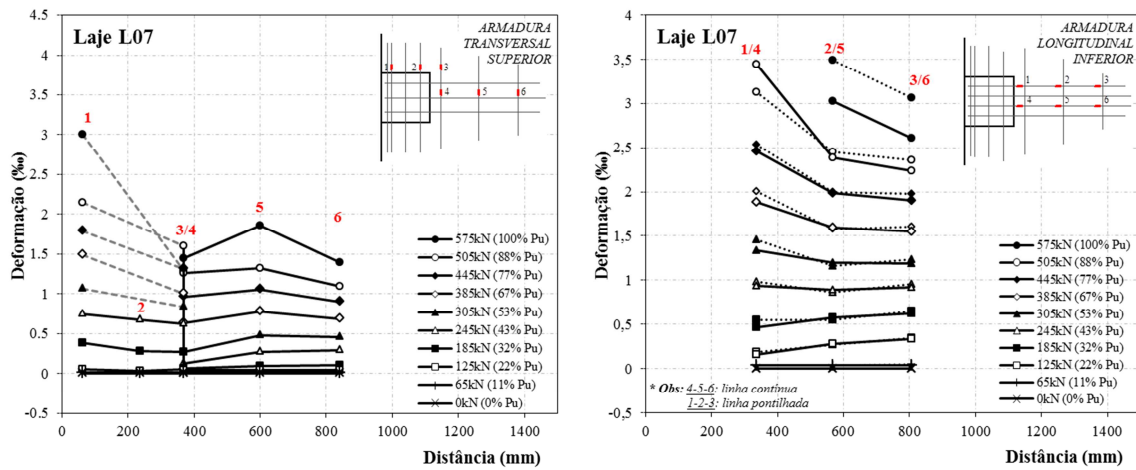 Laje L07
ARMADURA
TRANSVERSAL
SUPERIOR
1 2 3
4 5 6
4.5
4
3.5
3
2.5
2
1.5
1
0.5
0
-0.5
Deformação (‰)
1
2
3/4
5
6
575kN (100% Pu)
505kN (88% Pu)
445kN (77% Pu)
385kN (67% Pu)
305kN (53% Pu)
245kN (43% Pu)
185kN (32% Pu)
125kN (22% Pu)
65kN (11% Pu)
0kN (0% Pu)
0 200 400 600 800 1000 1200 1400
Distância (mm)
Laje L07
ARMADURA
LONGITUDINAL
INFERIOR
1 2 3
4 5 6
4
3,5
3
2,5
2
1,5
1
0,5
0
-0,5
Deformação (‰)
1/4
2/5
3/6
575kN (100% Pu)
505kN (88% Pu)
445kN (77% Pu)
385kN (67% Pu)
305kN (53% Pu)
245kN (43% Pu)
185kN (32% Pu)
125kN (22% Pu)
65kN (11% Pu)
0kN (0% Pu)
* Obs: 4-5-6: linha contínua
1-2-3: linha pontilhada
0 200 400 600 800 1000 1200 1400
Distância (mm)